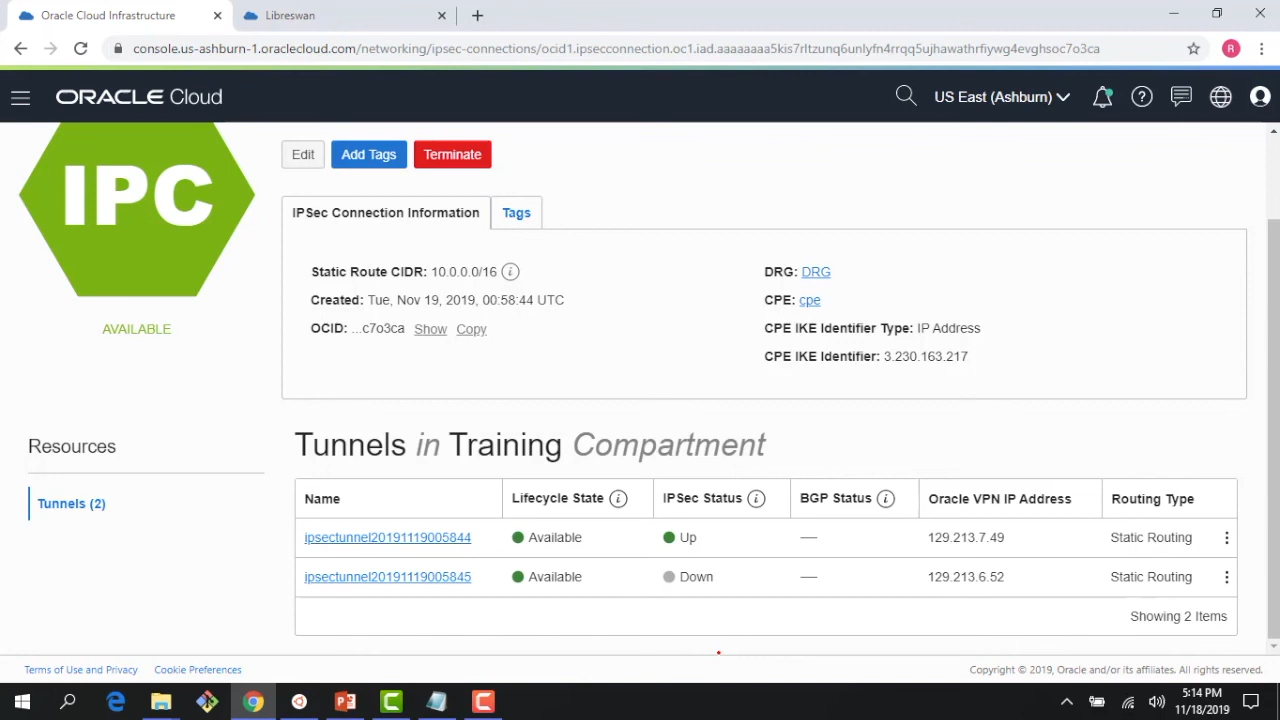 Oracle Cloud Infrastructure
Libreswan
console.us-ashburn-1.oraclecloud.com/networking/ipsec-connections/ocid1.ipsecconnection.oc1.iad.aaaaaaaa5kis7rltzunq6unlyfn4rrqq5ujhawathrfiywg4evghsoc7o3ca
R
ORACLE Cloud
US East (Ashburn)
IPC
AVAILABLE
Edit Add Tags Terminate
IPSec Connection Information Tags
Static Route CIDR: 10.0.0.0/16
Created: Tue, Nov 19, 2019, 00:58:44 UTC
OCID: ...c7o3ca Show Copy
DRG: DRG
CPE: cpe
CPE IKE Identifier Type: IP Address
CPE IKE Identifier: 3.230.163.217
Resources
Tunnels (2)
Tunnels in Training Compartment
Name Lifecycle State IPSec Status BGP Status Oracle VPN IP Address Routing Type
ipsectunnel20191119005844 Available Up — 129.213.7.49 Static Routing
ipsectunnel20191119005845 Available Down — 129.213.6.52 Static Routing
Showing 2 Items
Terms of Use and Privacy Cookie Preferences
Copyright © 2019, Oracle and/or its affiliates. All rights reserved.
5:14 PM
11/18/2019